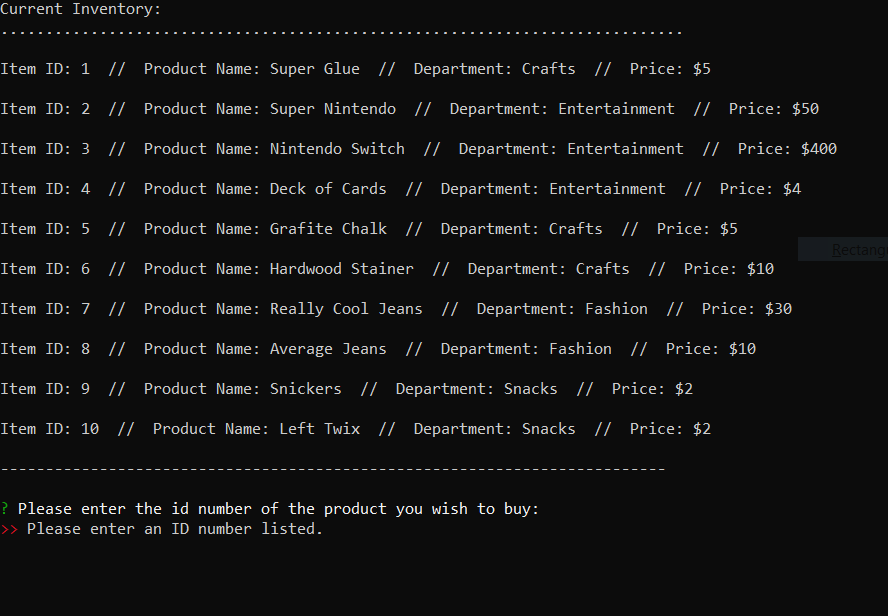 Current Inventory:
............................................................................
Item ID: 1  //  Product Name: Super Glue  //  Department: Crafts  //  Price: $5
Item ID: 2  //  Product Name: Super Nintendo  //  Department: Entertainment  //  Price: $50
Item ID: 3  //  Product Name: Nintendo Switch  //  Department: Entertainment  //  Price: $400
Item ID: 4  //  Product Name: Deck of Cards  //  Department: Entertainment  //  Price: $4
Item ID: 5  //  Product Name: Grafite Chalk  //  Department: Crafts  //  Price: $5
Item ID: 6  //  Product Name: Hardwood Stainer  //  Department: Crafts  //  Price: $10
Item ID: 7  //  Product Name: Really Cool Jeans  //  Department: Fashion  //  Price: $30
Item ID: 8  //  Product Name: Average Jeans  //  Department: Fashion  //  Price: $10
Item ID: 9  //  Product Name: Snickers  //  Department: Snacks  //  Price: $2
Item ID: 10  //  Product Name: Left Twix  //  Department: Snacks  //  Price: $2
--------------------------------------------------------------------------
? Please enter the id number of the product you wish to buy:
>> Please enter an ID number listed.